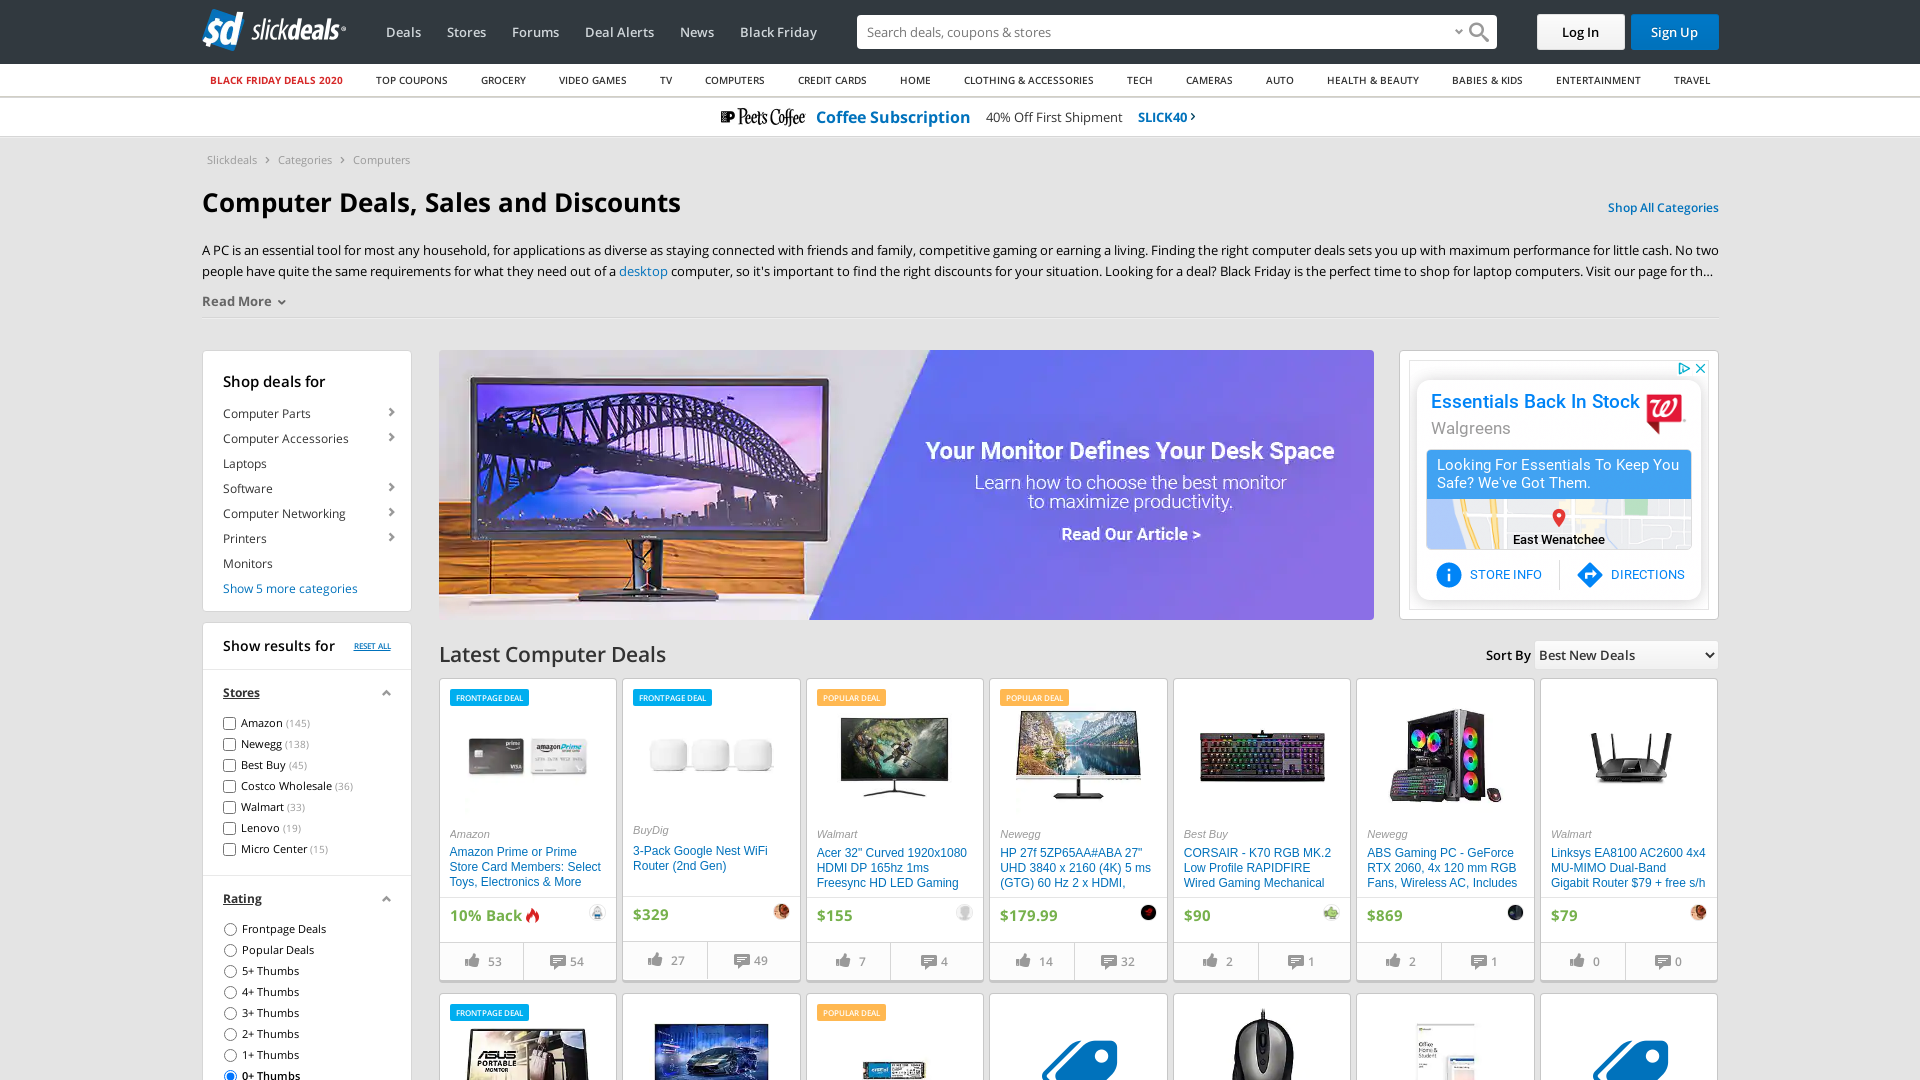 sd slickdeals
Deals
Stores
Forums
Deal Alerts
News
Black Friday
Search deals, coupons & stores
Log In
Sign Up
BLACK FRIDAY DEALS 2020
TOP COUPONS
GROCERY
VIDEO GAMES
TV
COMPUTERS
CREDIT CARDS
HOME
CLOTHING & ACCESSORIES
TECH
CAMERAS
AUTO
HEALTH & BEAUTY
BABIES & KIDS
ENTERTAINMENT
TRAVEL
Peet's Coffee Coffee Subscription 40% Off First Shipment SLICK40
Slickdeals
Categories
Computers
Computer Deals, Sales and Discounts
Shop All Categories
A PC is an essential tool for most any household, for applications as diverse as staying connected with friends and family, competitive gaming or earning a living. Finding the right computer deals sets you up with maximum performance for little cash. No two
people have quite the same requirements for what they need out of a desktop computer, so it's important to find the right discounts for your situation. Looking for a deal? Black Friday is the perfect time to shop for laptop computers. Visit our page for th...
Read More
Shop deals for
Computer Parts
Computer Accessories
Laptops
Software
Computer Networking
Printers
Monitors
Show 5 more categories
Your Monitor Defines Your Desk Space
Learn how to choose the best monitor
to maximize productivity.
Read Our Article >
Essentials Back In Stock
Walgreens
W
Looking For Essentials To Keep You
Safe? We've Got Them.
East Wenatchee
STORE INFO
DIRECTIONS
Show results for
RESET ALL
Stores
Amazon (145)
Newegg (138)
Best Buy (45)
Costco Wholesale (36)
Walmart (33)
Lenovo (19)
Micro Center (15)
Rating
Frontpage Deals
Popular Deals
5+ Thumbs
4+ Thumbs
3+ Thumbs
2+ Thumbs
1+ Thumbs
0+ Thumbs
Latest Computer Deals
Sort By
Best New Deals
FRONTPAGE DEAL
prime
VISA
amazonPrime
Amazon
Amazon Prime or Prime
Store Card Members: Select
Toys, Electronics & More
10% Back
53
54
FRONTPAGE DEAL
BuyDig
3-Pack Google Nest WiFi
Router (2nd Gen)
$329
27
49
POPULAR DEAL
Walmart
Acer 32" Curved 1920x1080
HDMI DP 165hz 1ms
Freesync HD LED Gaming
$155
7
4
POPULAR DEAL
Newegg
HP 27f 5ZP65AA#ABA 27"
UHD 3840 x 2160 (4K) 5 ms
(GTG) 60 Hz 2 x HDMI,
$179.99
14
32
Best Buy
CORSAIR - K70 RGB MK.2
Low Profile RAPIDFIRE
Wired Gaming Mechanical
$90
2
1
Newegg
ABS Gaming PC - GeForce
RTX 2060, 4x 120 mm RGB
Fans, Wireless AC, Includes
$869
2
1
Walmart
Linksys EA8100 AC2600 4x4
MU-MIMO Dual-Band
Gigabit Router $79 + free s/h
$79
0
0
FRONTPAGE DEAL
ASUS
PORTABLE
MONITOR
POPULAR DEAL
crucial
Office
Home &
Student